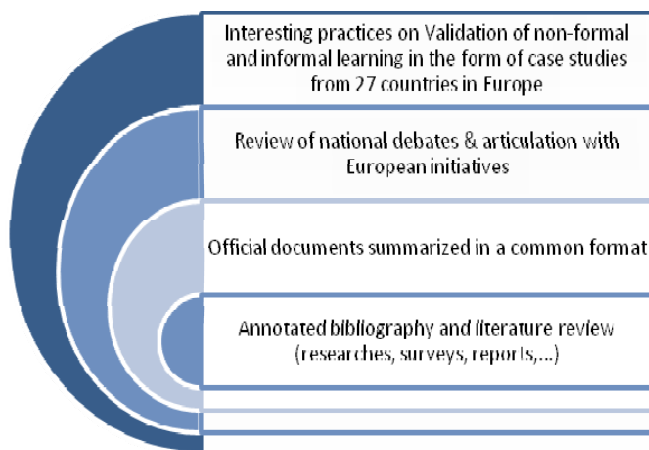 Interesting practices on Validation of non-formal
and informal learning in the form of case studies
from 27 countries in Europe
Review of national debates & articulation with
European initiatives
Official documents summarized in a common format
Annotated bibliography and literature review
(researches, surveys, reports,...)